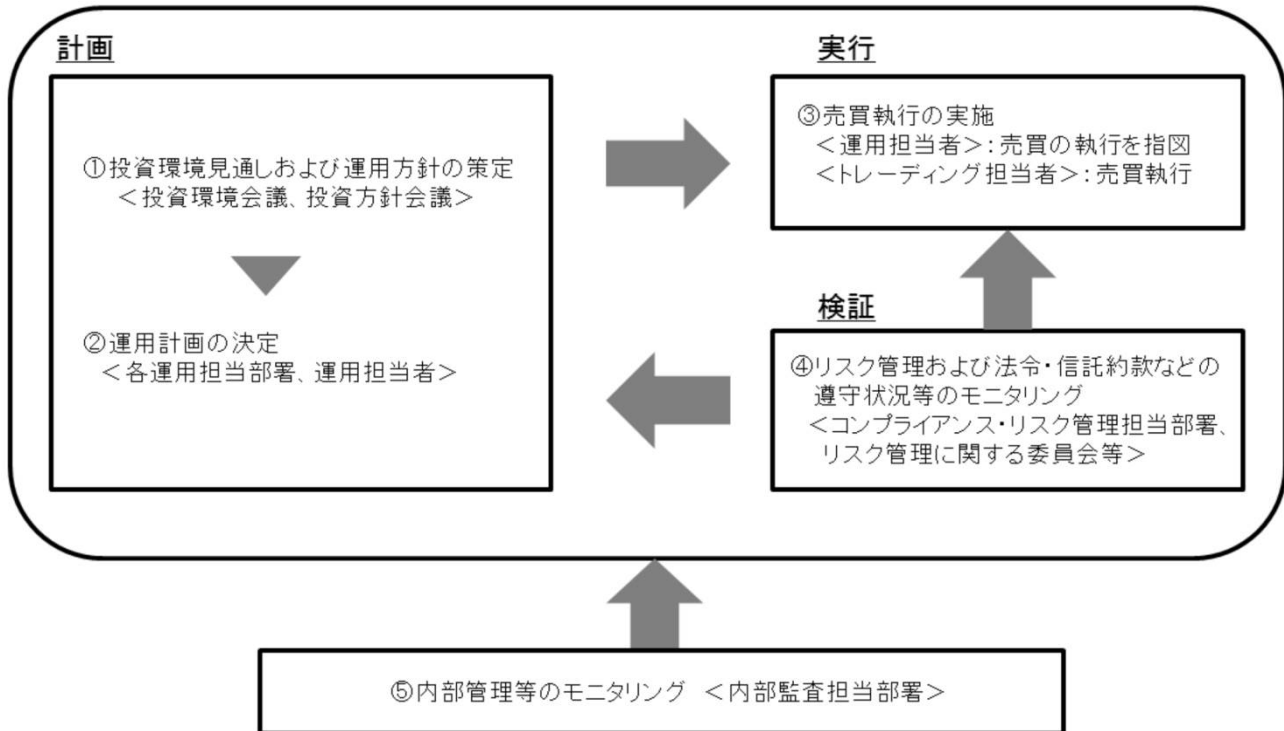 計画
①投資環境見通しおよび運用方針の策定
＜投資環境会議、投資方針会議＞
②運用計画の決定
＜各運用担当部署、運用担当者＞
実行
③売買執行の実施
＜運用担当者＞：売買の執行を指図
＜トレーディング担当者＞：売買執行
検証
④リスク管理および法令・信託約款などの
遵守状況等のモニタリング
＜コンプライアンス・リスク管理担当部署、
リスク管理に関する委員会等＞
⑤内部管理等のモニタリング ＜内部監査担当部署＞